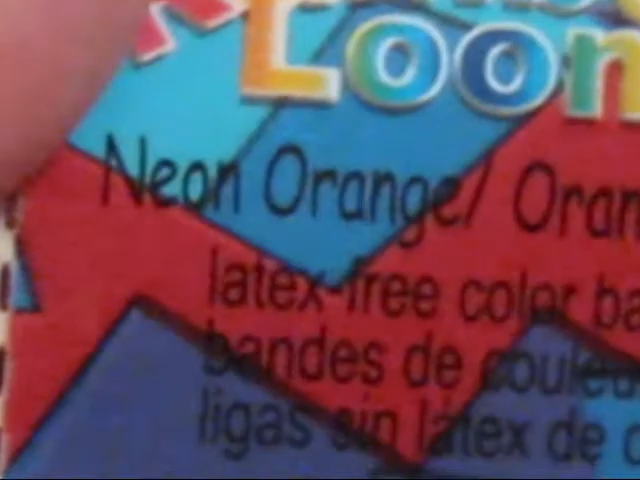 Loon
Neon Orange/ Oran
latex-free color ba
bandes de couleu
ligas sin látex de c